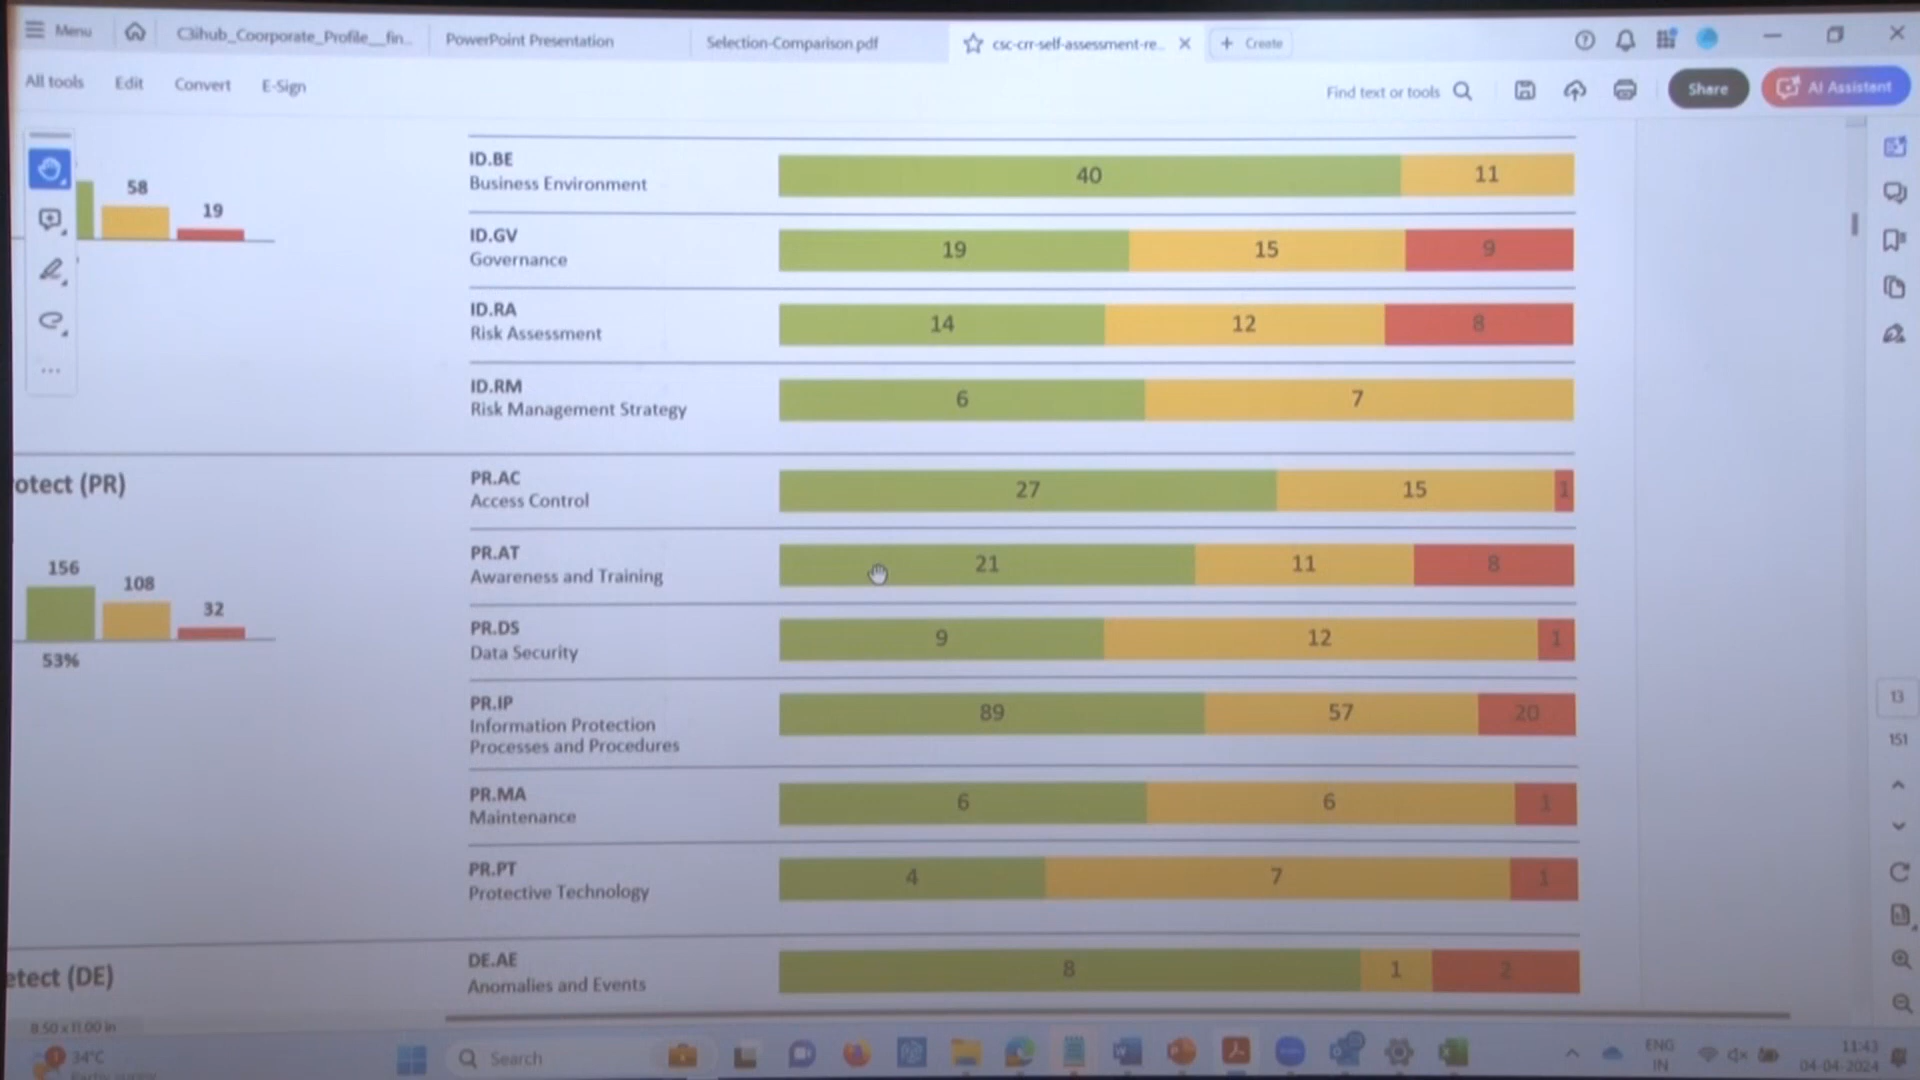 Menu
C3ihub_Coorporate_Profile__fin...
PowerPoint Presentation
Selection-Comparison.pdf
csc-crr-self-assessment-re...
+ Create
All tools
Edit
Convert
E-Sign
Find text or tools
Share
AI Assistant
58
19
ID.BE
Business Environment
40
11
ID.GV
Governance
19
15
9
ID.RA
Risk Assessment
14
12
8
ID.RM
Risk Management Strategy
6
7
otect (PR)
156
108
32
53%
PR.AC
Access Control
27
15
1
PR.AT
Awareness and Training
21
11
8
PR.DS
Data Security
9
12
1
PR.IP
Information Protection
Processes and Procedures
89
57
20
PR.MA
Maintenance
6
6
1
PR.PT
Protective Technology
4
7
1
etect (DE)
DE.AE
Anomalies and Events
8
1
2
13
151
8.50 x 11.00 in
1
34°C
Partly sunny
Search
ENG
IN
11:43
04-04-2024